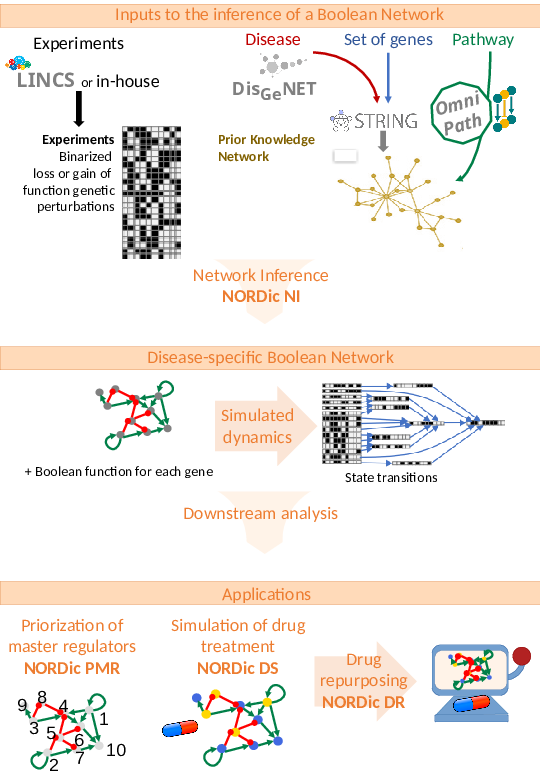 Inputs to the inference of a Boolean Network
Experiments
LINCS or in-house
Experiments
Binarized
loss or gain of
function genetic
perturbations
Disease
Set of genes
Pathway
DisGeNET
STRING
Omni
Path
Prior Knowledge
Network
Network Inference
NORDic NI
Disease-specific Boolean Network
Simulated
dynamics
+ Boolean function for each gene
State transitions
Downstream analysis
Applications
Priorization of
master regulators
NORDic PMR
Simulation of drug
treatment
NORDic DS
Drug
repurposing
NORDic DR
9
8
4
1
3
5
6
7
2
10